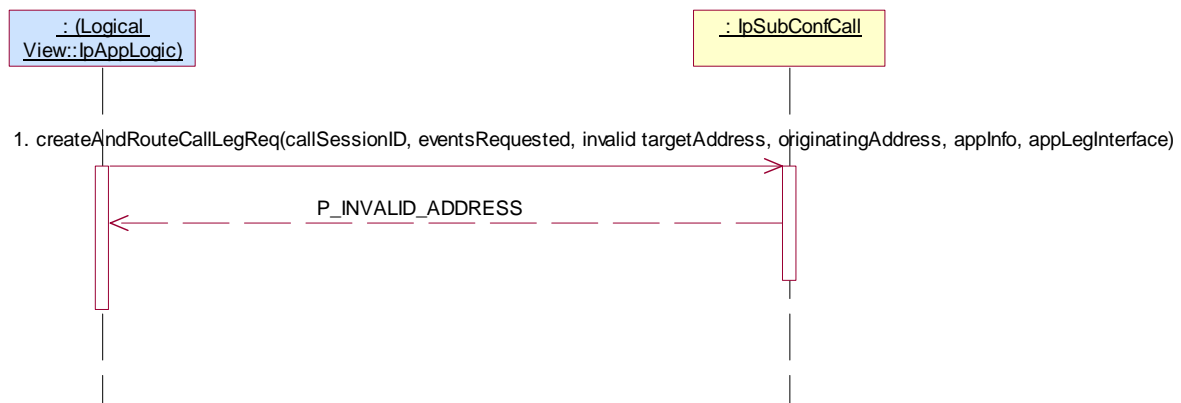 : (Logical
View::IpAppLogic)
: IpSubConfCall
1. createAndRouteCallLegReq(callSessionID, eventsRequested, invalid targetAddress, originatingAddress, appInfo, appLegInterface)
P_INVALID_ADDRESS